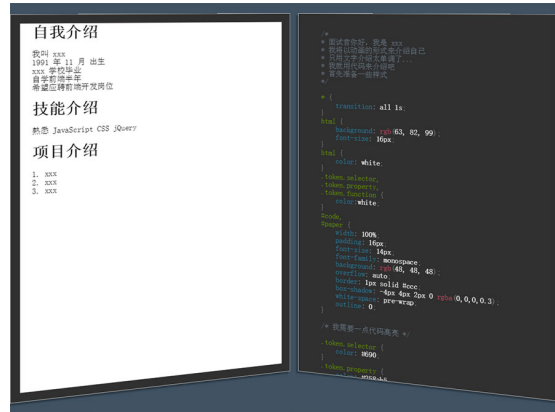 自我介绍
我叫 xxx
1991 年 11 月 出生
xxx 学校毕业
自学前端半年
希望应聘前端开发岗位
技能介绍
熟悉 JavaScript CSS jQuery
项目介绍
1. xxx
2. xxx
3. xxx
/*
* 面试官你好，我是 xxx
* 我将以动画的形式来介绍自己
* 只用文字介绍太单调了...
* 我就用代码来介绍吧
* 首先准备一些样式
*/
* {
transition: all 1s;
}
html {
background: rgb(63, 82, 99);
font-size: 16px;
}
html {
color: white;
}
.token.selector,
.token.property,
.token.function {
color:white;
}
#code,
#paper {
width: 100%;
padding: 16px;
font-size: 14px;
font-family: monospace;
background: rgb(48, 48, 48);
overflow: auto;
border: 1px solid #ccc;
box-shadow: -4px 4px 2px 0 rgba(0,0,0,0.3);
white-space: pre-wrap;
outline: 0;
}
/* 我需要一点代码高亮 */
.token.selector {
color: #690;
}
.token.property {